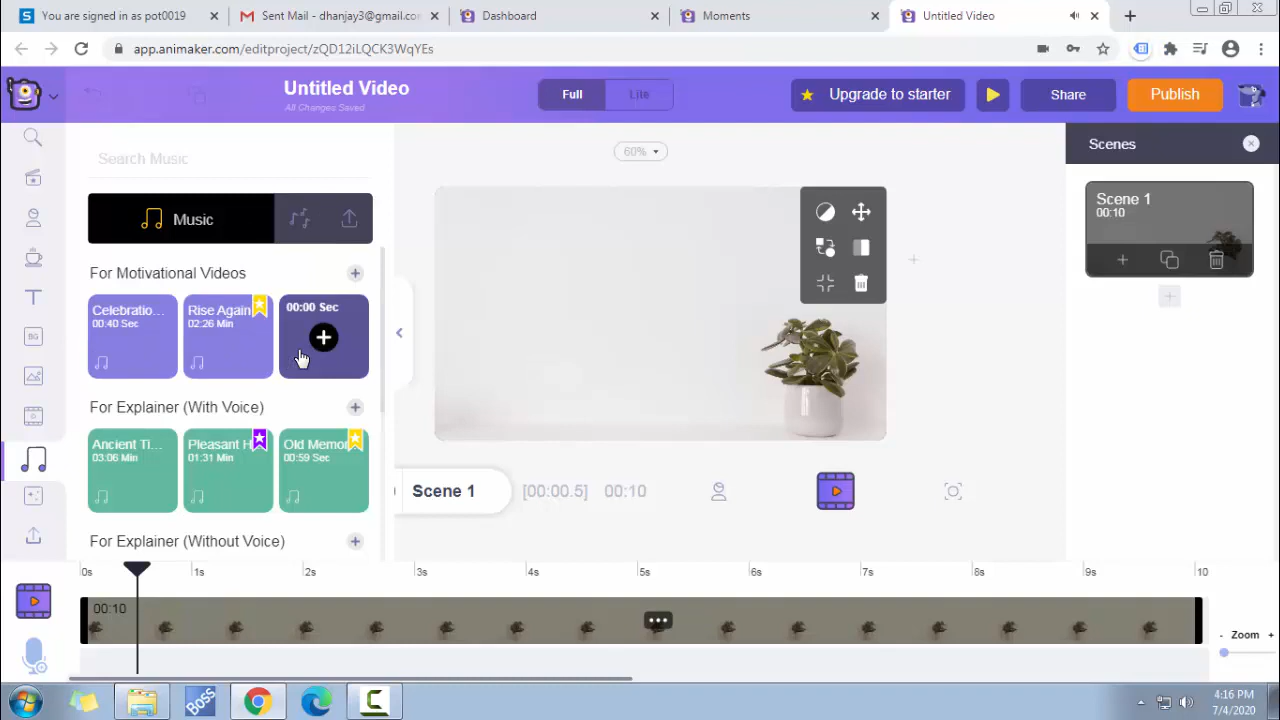 You are signed in as pot0019
Sent Mail - dhanjay3@gmail.com
Dashboard
Moments
Untitled Video
app.animaker.com/editproject/zQD12iLQCK3WqYEs
Untitled Video
All Changes Saved
Full
Lite
Upgrade to starter
Share
Publish
Search Music
60%
Scenes
Music
Scene 1
00:10
For Motivational Videos
Celebratio...
00:40 Sec
Rise Again
02:26 Min
00:00 Sec
For Explainer (With Voice)
Ancient Ti...
03:06 Min
Pleasant H
01:31 Min
Old Memor
00:59 Sec
Scene 1
[00:00.5]
00:10
For Explainer (Without Voice)
BG
0s
1s
2s
3s
4s
5s
6s
7s
8s
9s
10
00:10
- Zoom +
BOSS
4:16 PM
7/4/2020